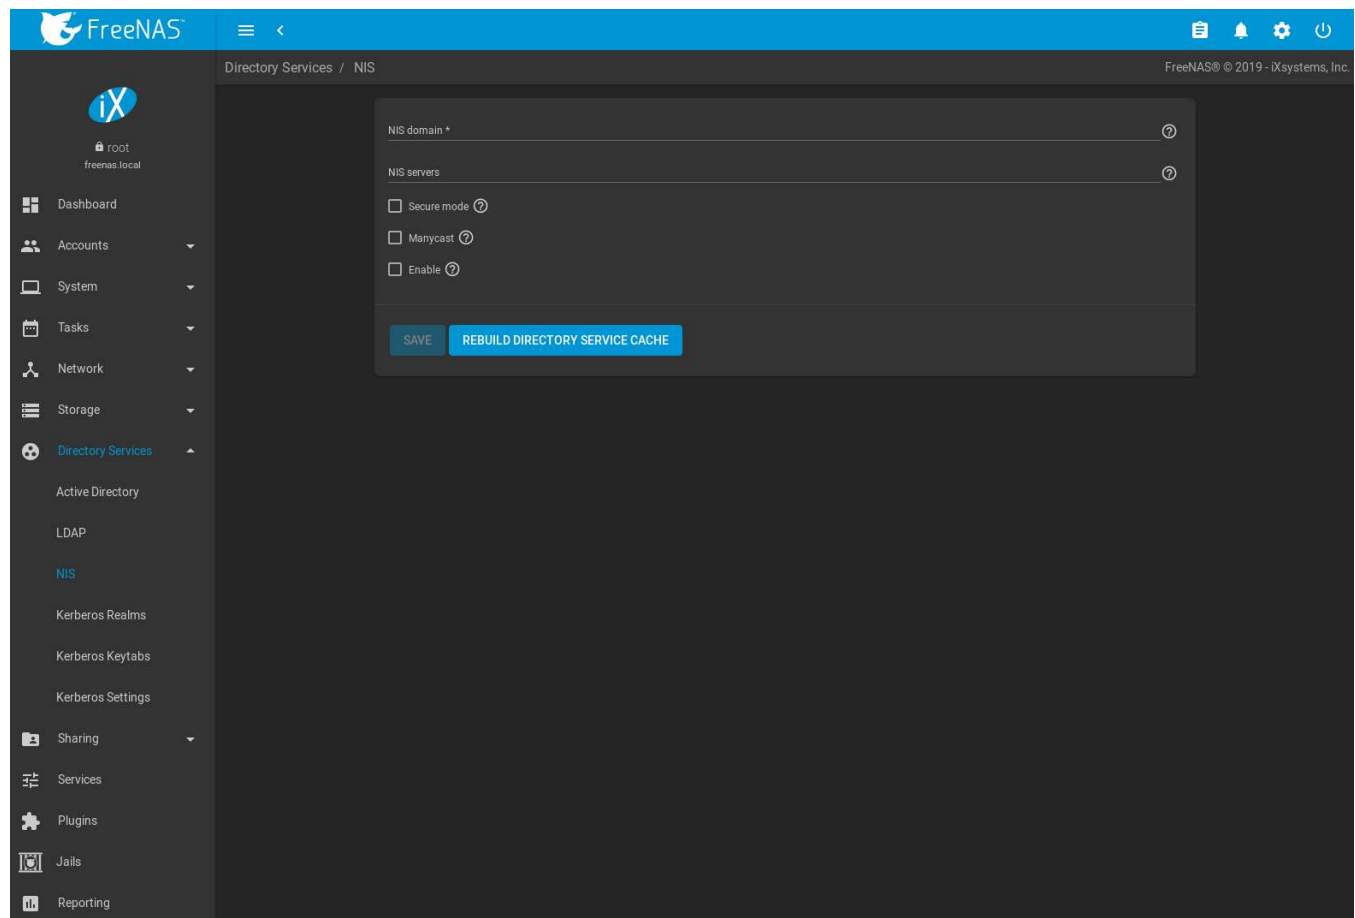 FreeNAS™
Directory Services / NIS
FreeNAS® © 2019 - iXsystems, Inc.
iX
root
freenas.local
Dashboard
Accounts
System
Tasks
Network
Storage
Directory Services
Active Directory
LDAP
NIS
Kerberos Realms
Kerberos Keytabs
Kerberos Settings
Sharing
Services
Plugins
Jails
Reporting
NIS domain *
NIS servers
Secure mode
Manycast
Enable
SAVE REBUILD DIRECTORY SERVICE CACHE